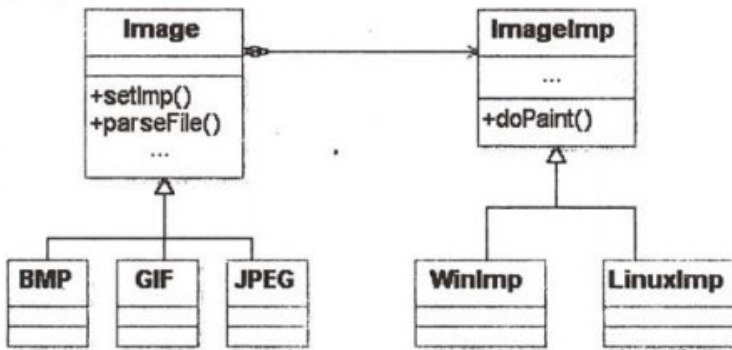 Image
+setImp()
+parseFile()
...
ImageImp
...
+doPaint()
BMP
GIF
JPEG
WinImp
LinuxImp